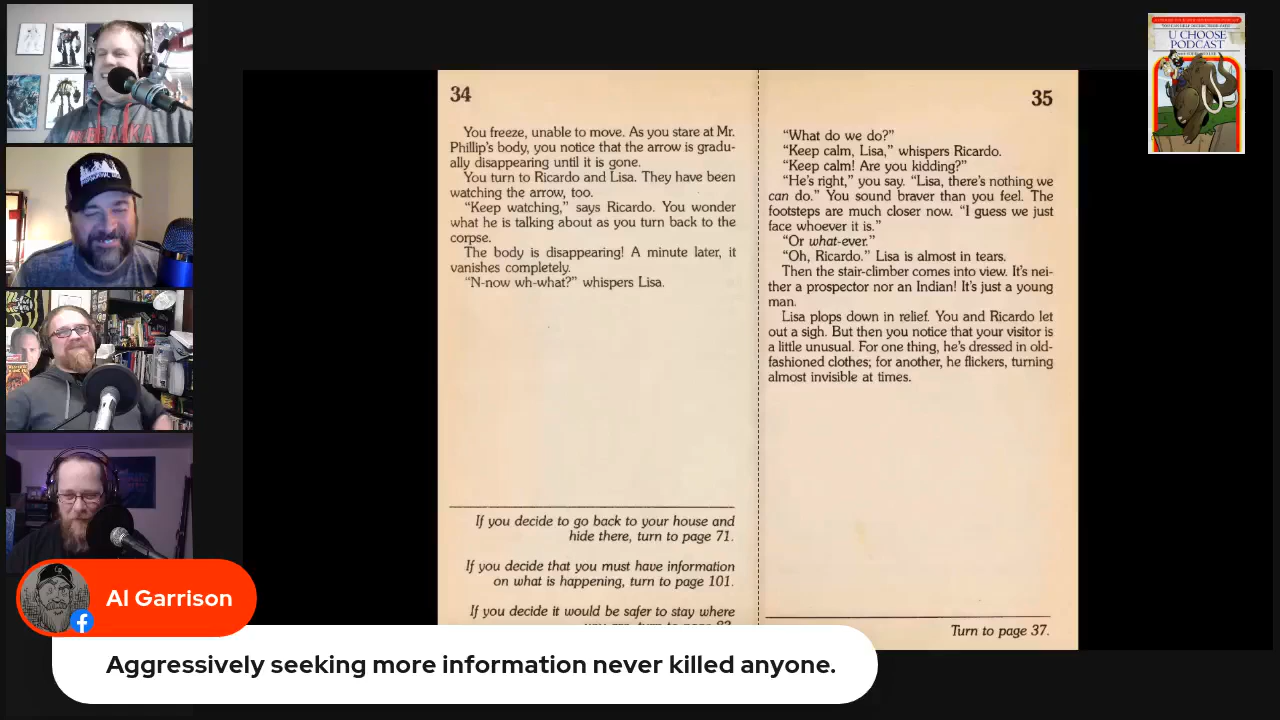 U CHOOSE
PODCAST
34
You freeze, unable to move. As you stare at Mr.
Phillip's body, you notice that the arrow is gradu-
ally disappearing until it is gone.
You turn to Ricardo and Lisa. They have been
watching the arrow, too.
"Keep watching," says Ricardo. You wonder
what he is talking about as you turn back to the
corpse.
The body is disappearing! A minute later, it
vanishes completely.
"N-now wh-what?" whispers Lisa.
If you decide to go back to your house and
hide there, turn to page 71.
If you decide that you must have information
on what is happening, turn to page 101.
If you decide it would be safer to stay where
35
"What do we do?"
"Keep calm, Lisa," whispers Ricardo.
"Keep calm! Are you kidding?"
"He's right," you say. "Lisa, there's nothing we
can do." You sound braver than you feel. The
footsteps are much closer now. "I guess we just
face whoever it is."
"Or what-ever."
"Oh, Ricardo." Lisa is almost in tears.
Then the stair-climber comes into view. It's nei-
ther a prospector nor an Indian! It's just a young
man.
Lisa plops down in relief. You and Ricardo let
out a sigh. But then you notice that your visitor is
a little unusual. For one thing, he's dressed in old-
fashioned clothes; for another, he flickers, turning
almost invisible at times.
Turn to page 37.
Al Garrison
Aggressively seeking more information never killed anyone.